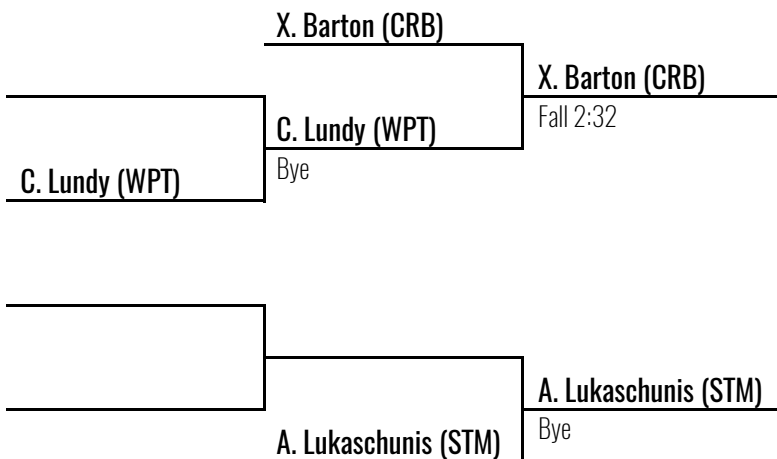 X. Barton (CRB)
X. Barton (CRB)
Fall 2:32
C. Lundy (WPT)
Bye
C. Lundy (WPT)
A. Lukaschunis (STM)
Bye
A. Lukaschunis (STM)